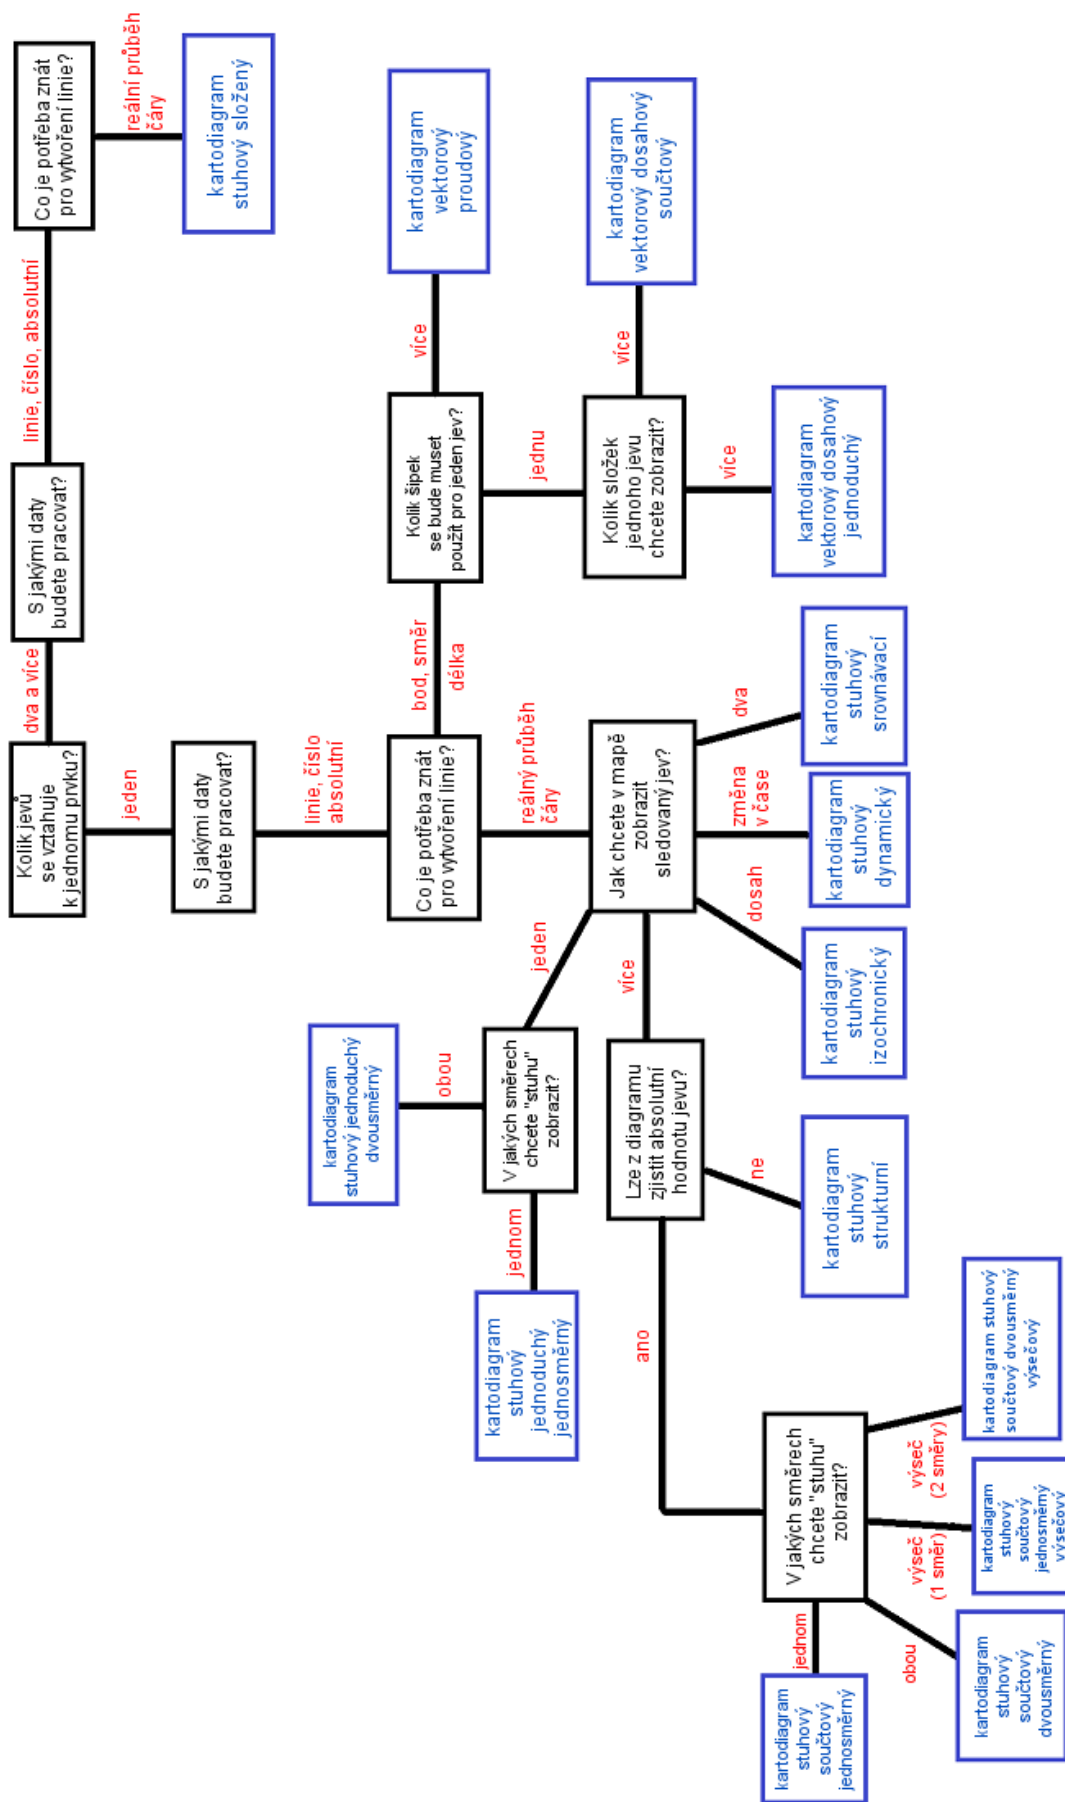 Kolik jevů
se vztahuje
k jednomu prvku?
dva a více
S jakými daty
budete pracovat?
linie, číslo, absolutní
Co je potřeba znát
pro vytvoření linie?
reální průběh
čáry
kartodiagram
stuhový složený
jeden
S jakými daty
budete pracovat?
linie, číslo
absolutní
Co je potřeba znát
pro vytvoření linie?
bod, směr
délka
Kolik šipek
se bude muset
použít pro jeden jev?
více
kartodiagram
vektorový
proudový
jednu
Kolik složek
jednoho jevu
chcete zobrazit?
více
kartodiagram
vektorový dosahový
součtový
více
kartodiagram
vektorový dosahový
jednoduchý
reálný průběh
čáry
Jak chcete v mapě
zobrazit
sledovaný jev?
jeden
V jakých směrech
chcete "stuhu"
zobrazit?
obou
kartodiagram
stuhový jednoduchý
dvousměrný
jednom
kartodiagram
stuhový
jednoduchý
jednosměrný
více
Lze z diagramu
zjistit absolutní
hodnotu jevu?
ne
kartodiagram
stuhový
strukturní
dosah
kartodiagram
stuhový
izochronický
změna
v čase
kartodiagram
stuhový
dynamický
dva
kartodiagram
stuhový
srovnávací
ano
V jakých směrech
chcete "stuhu"
zobrazit?
jednom
kartodiagram
stuhový
součtový
jednosměrný
obou
kartodiagram
stuhový
součtový
dvousměrný
výseč
(1 směr)
kartodiagram
stuhový
součtový
jednosměrný
výsečový
výseč
(2 směry)
kartodiagram stuhový
součtový dvousměrný
výsečový